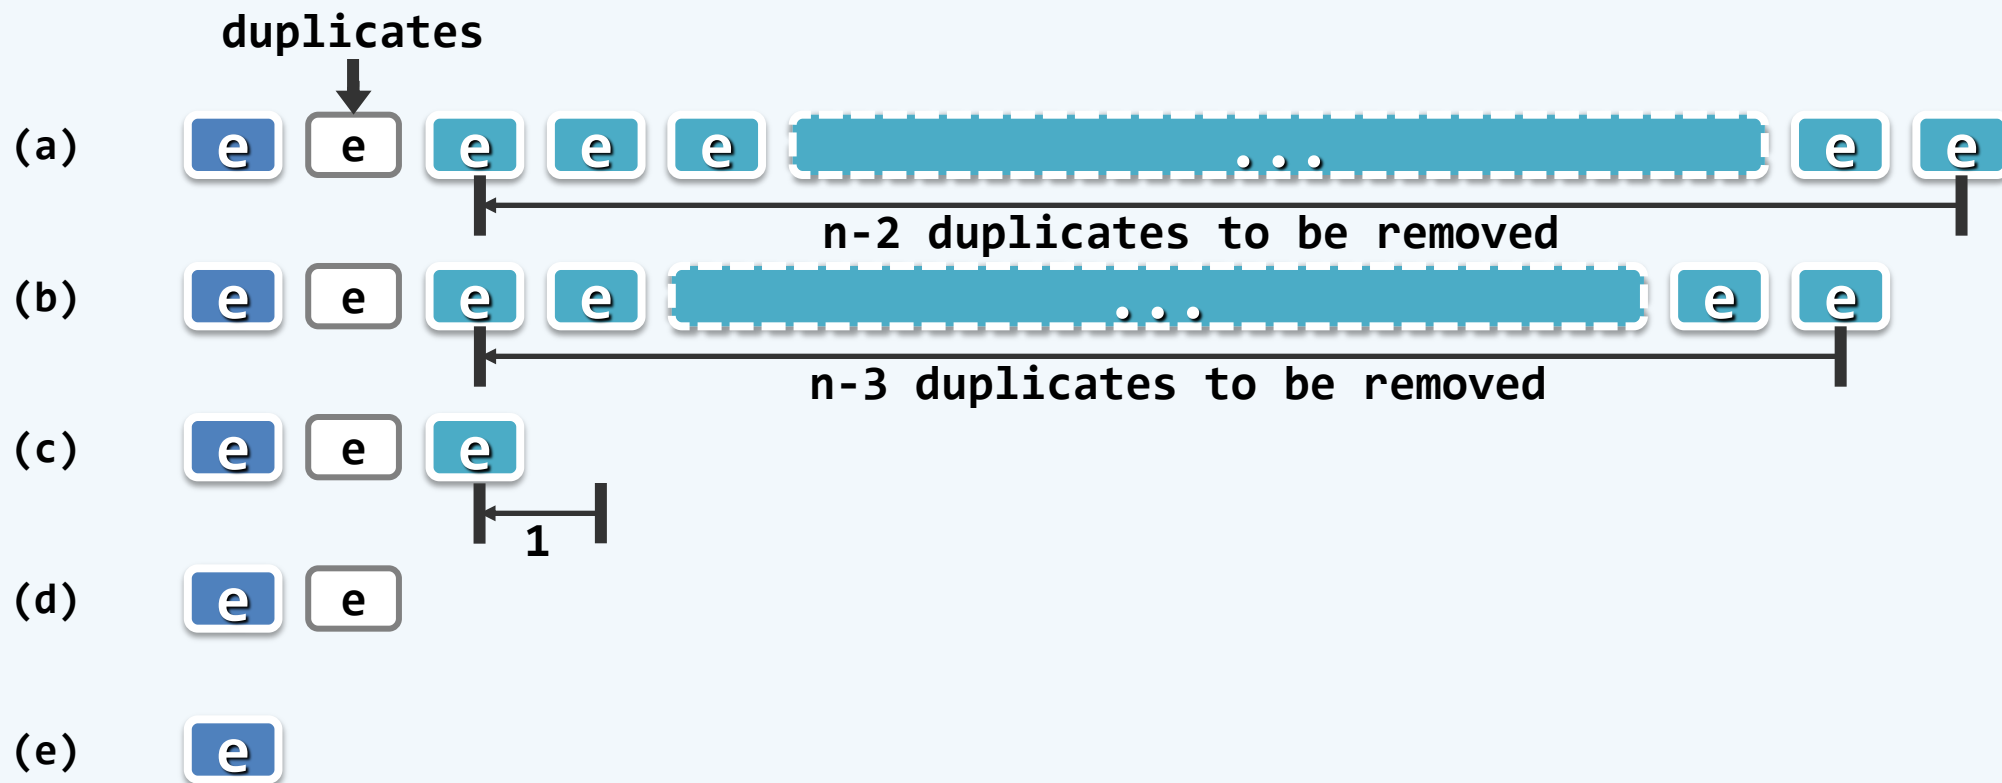 duplicates
(a) e e e e e ... e e
n-2 duplicates to be removed
(b) e e e e ... e e
n-3 duplicates to be removed
(c) e e e
1
(d) e e
(e) e